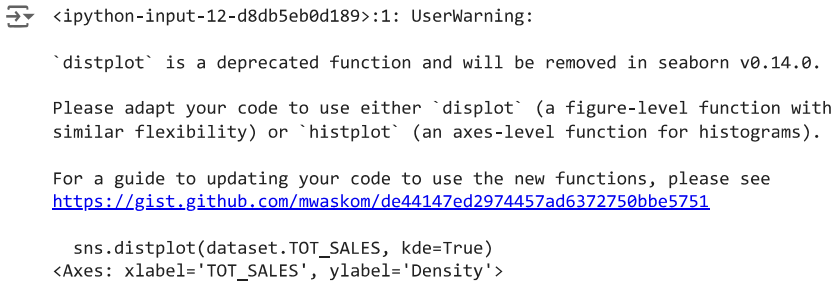 <ipython-input-12-d8db5eb0d189>:1: UserWarning:
`distplot` is a deprecated function and will be removed in seaborn v0.14.0.
Please adapt your code to use either `displot` (a figure-level function with
similar flexibility) or `histplot` (an axes-level function for histograms).
For a guide to updating your code to use the new functions, please see
https://gist.github.com/mwaskom/de44147ed2974457ad6372750bbe5751
sns.distplot(dataset.TOT_SALES, kde=True)
<Axes: xlabel='TOT_SALES', ylabel='Density'>